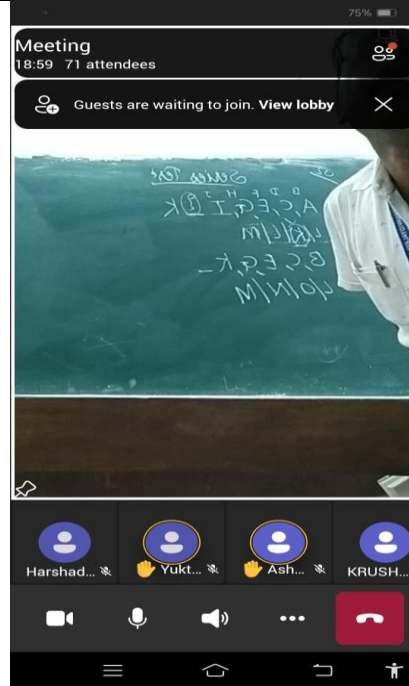 75%
Meeting
18:59 71 attendees
Guests are waiting to join. View lobby
Series Test
B D F H J
A, C, E, G, I, ? K
L/M
B, C, E, G, K, _
L/O/N/M
Harshad...
Yukt...
Ash...
KRUSH...